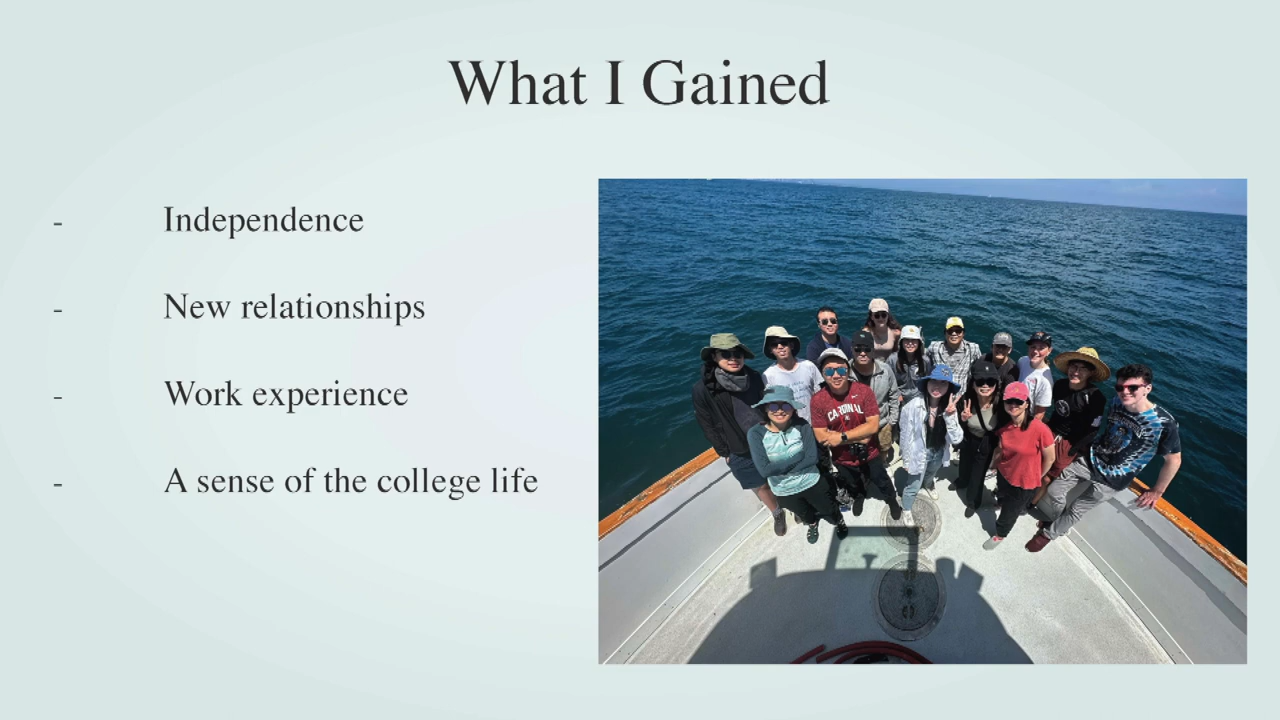 What I Gained
- Independence
- New relationships
- Work experience
- A sense of the college life
CARDINAL